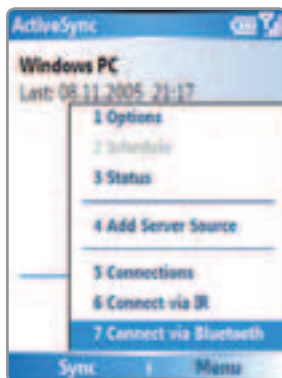 ActiveSync
Windows PC
Last: 08.11.2005 21:17
1 Options
2 Schedule
3 Status
4 Add Server Source
5 Connections
6 Connect via IR
7 Connect via Bluetooth
Sync Menu